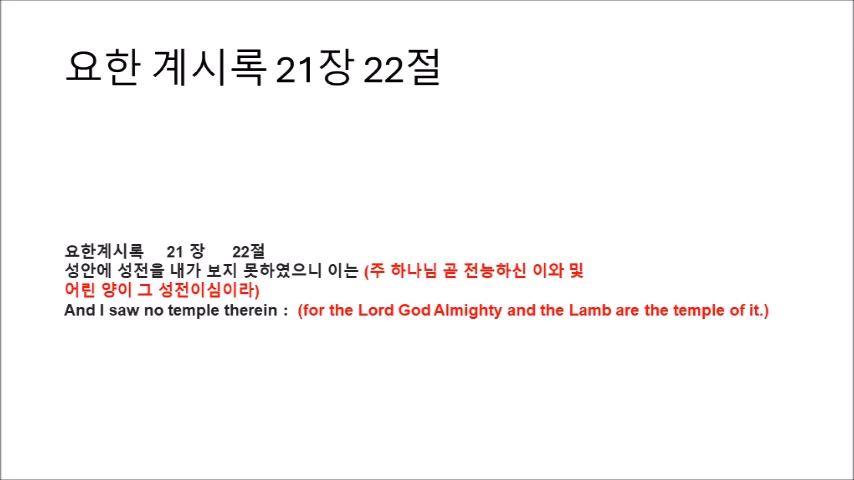 요한 계시록 21장 22절
요한계시록 21 장 22절
성안에 성전을 내가 보지 못하였으니 이는 (주 하나님 곧 전능하신 이와 및
어린 양이 그 성전이심이라)
And I saw no temple therein : (for the Lord God Almighty and the Lamb are the temple of it.)